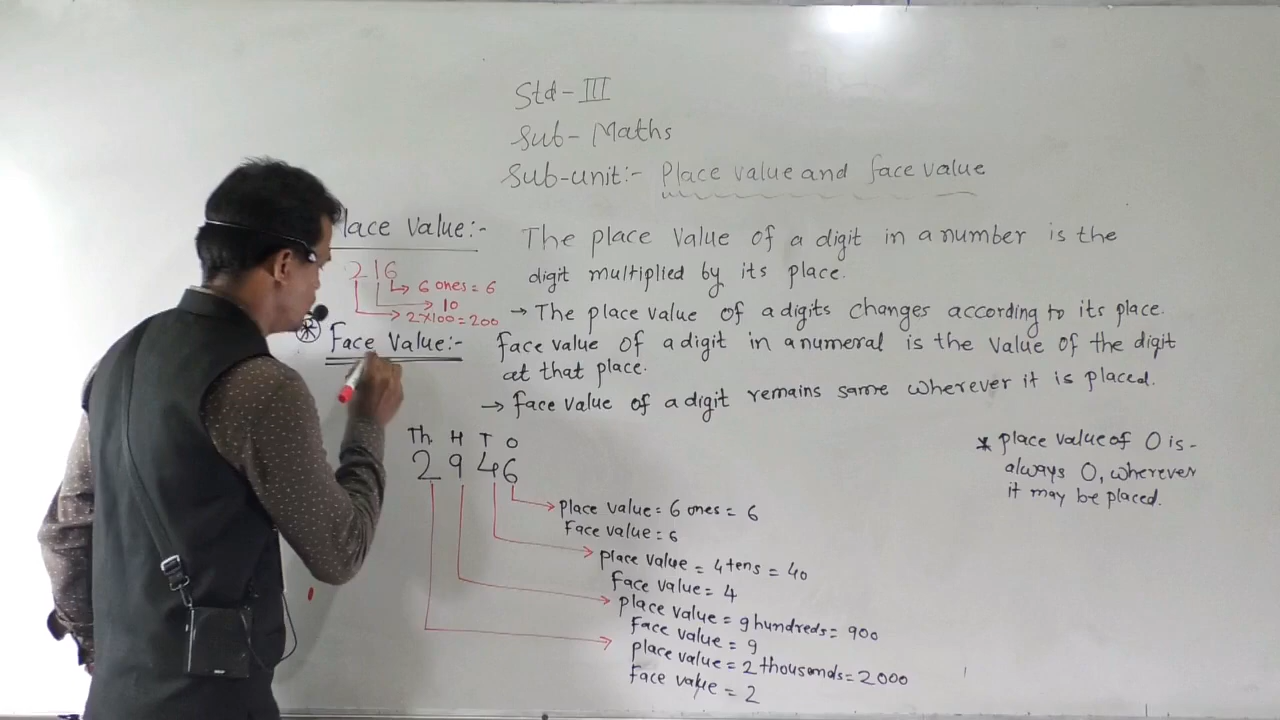 Std-III
Sub- Maths
Sub-unit:- Place value and face value
lace Value:-
The place value of a digit in a number is the
digit multiplied by its place.
216
6 ones = 6
10
2×100=200
→ The place value of a digits changes according to its place.
Face Value:-
face value of a digit in a numeral is the value of the digit
at that place.
→ face value of a digit remains same wherever it is placed.
Th. H T O
2946
Place value = 6 ones = 6
Face value = 6
place value = 4 tens = 40
Face value = 4
place value = 9 hundreds = 900
Face value = 9
place value = 2 thousands = 2000
Face value = 2
* place value of 0 is-
always 0, wherever
it may be placed.